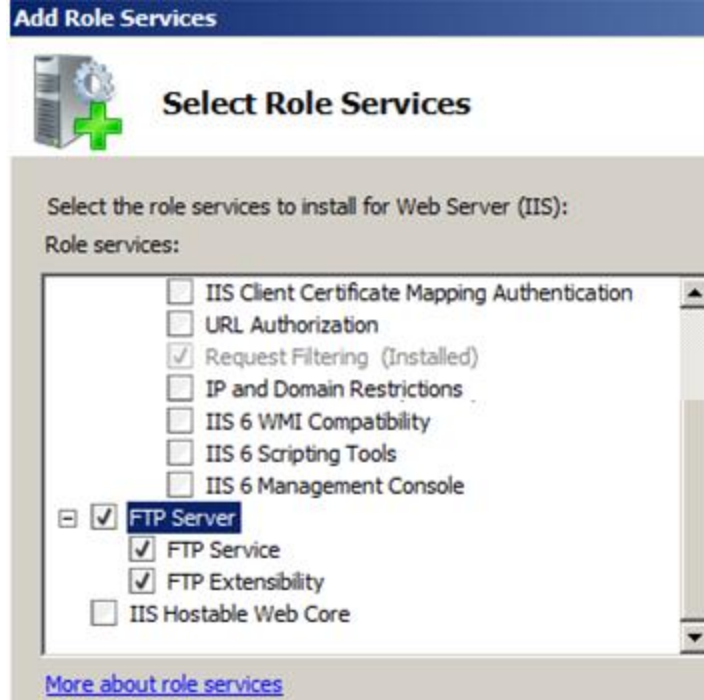 Add Role Services
Select Role Services
Select the role services to install for Web Server (IIS):
Role services:
IIS Client Certificate Mapping Authentication
URL Authorization
Request Filtering (Installed)
IP and Domain Restrictions
IIS 6 WMI Compatibility
IIS 6 Scripting Tools
IIS 6 Management Console
FTP Server
FTP Service
FTP Extensibility
IIS Hostable Web Core
More about role services